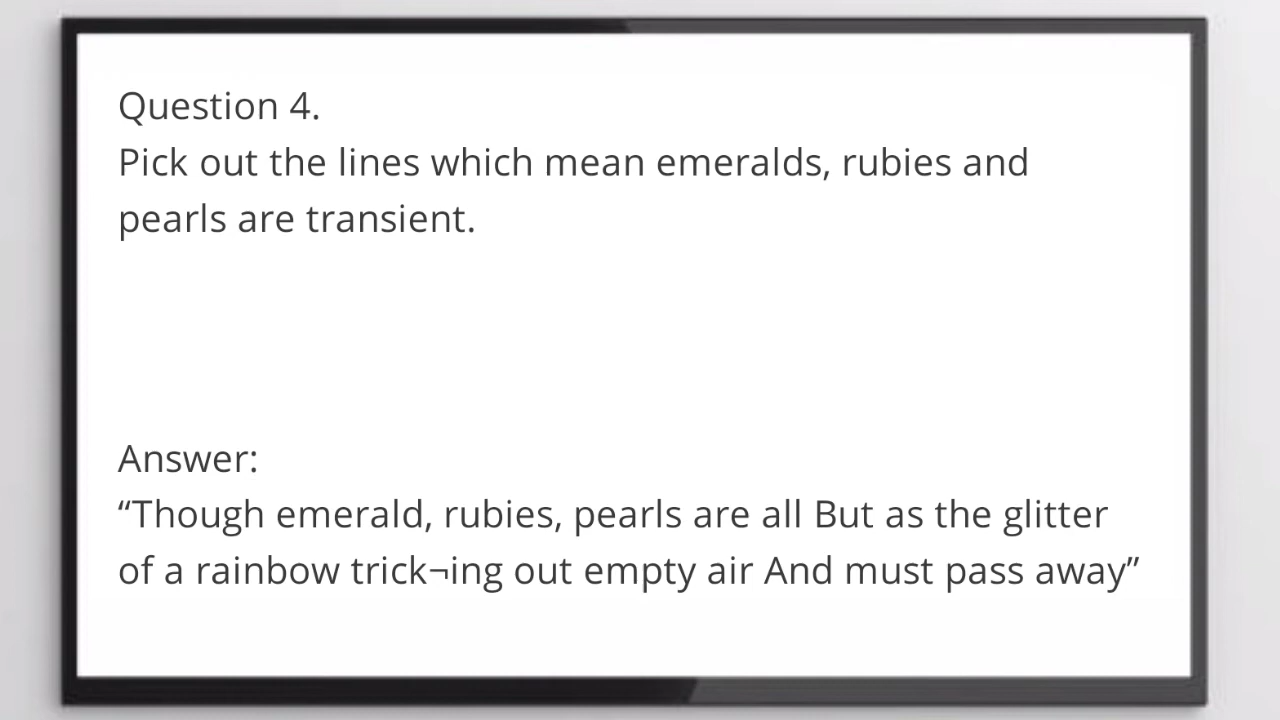 Question 4.
Pick out the lines which mean emeralds, rubies and
pearls are transient.
Answer:
“Though emerald, rubies, pearls are all But as the glitter
of a rainbow trick¬ing out empty air And must pass away”